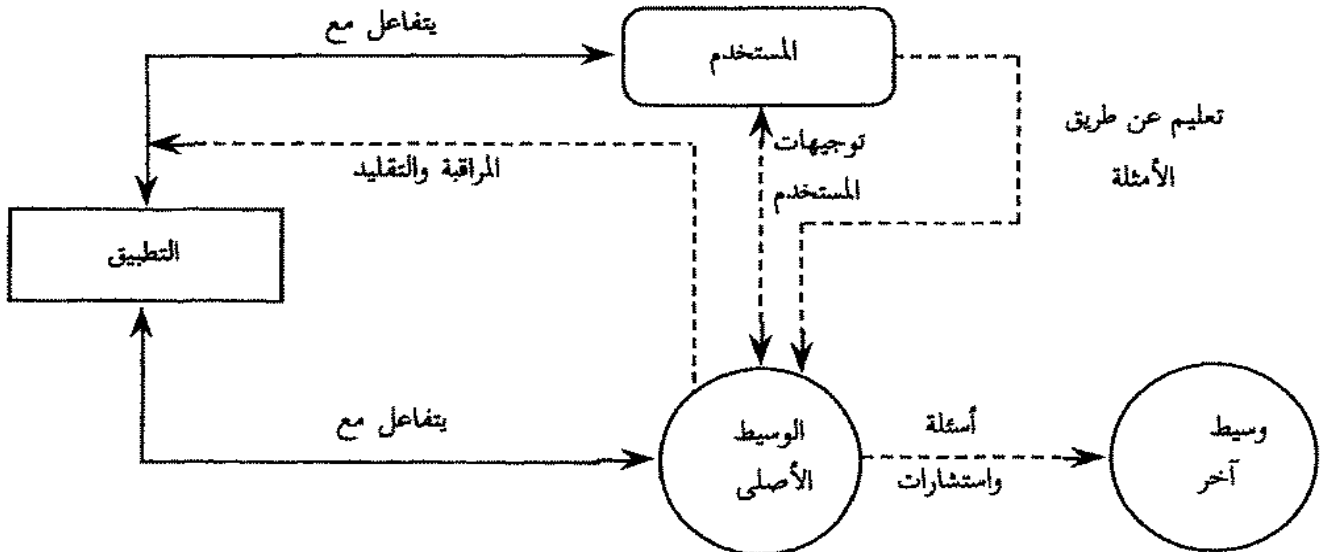 يتفاعل مع
المستخدم
تعليم عن طريق
الأمثلة
توجيهات
المستخدم
المراقبة والتقليد
التطبيق
يتفاعل مع
الوسيط
الأصلى
أسئلة
واستشارات
وسيط
آخر